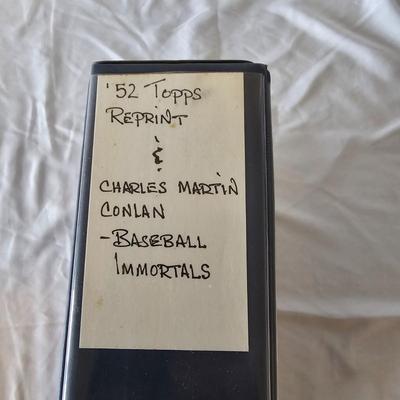 '52 Topps
Reprint
&
Charles Martin
Conlan
-Baseball
Immortals